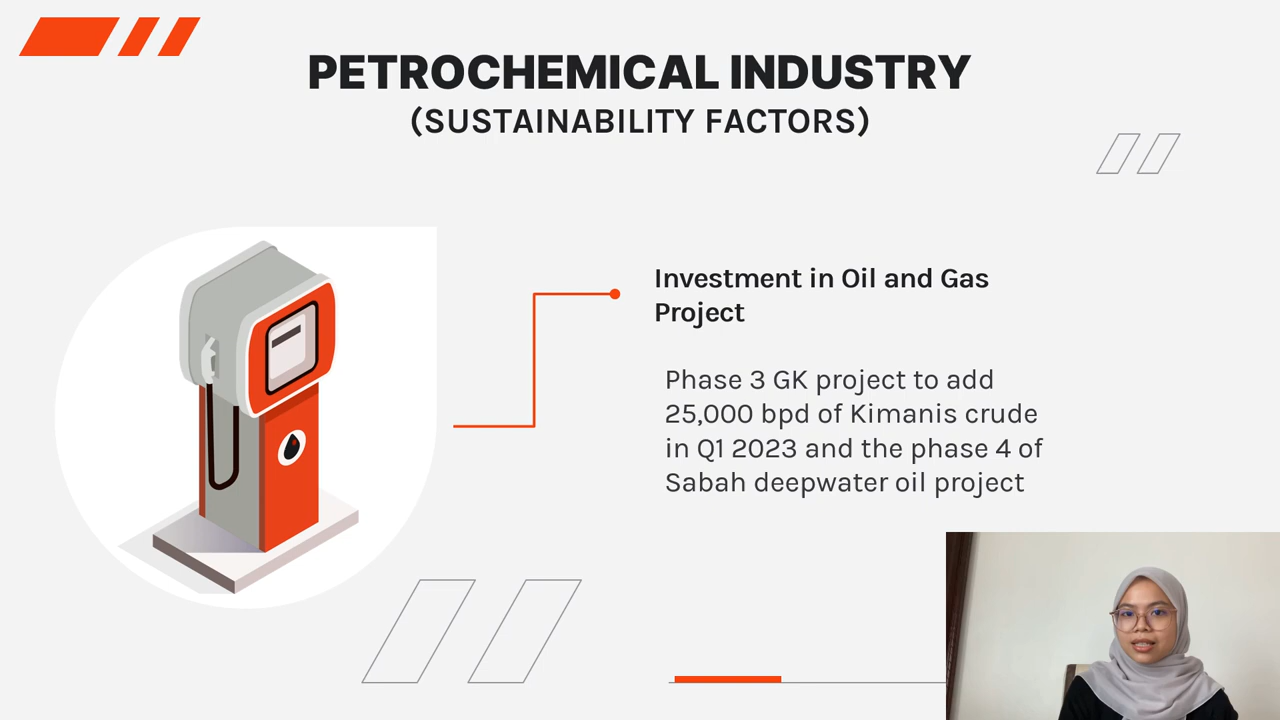 PETROCHEMICAL INDUSTRY
(SUSTAINABILITY FACTORS)
Investment in Oil and Gas
Project
Phase 3 GK project to add
25,000 bpd of Kimanis crude
in Q1 2023 and the phase 4 of
Sabah deepwater oil project